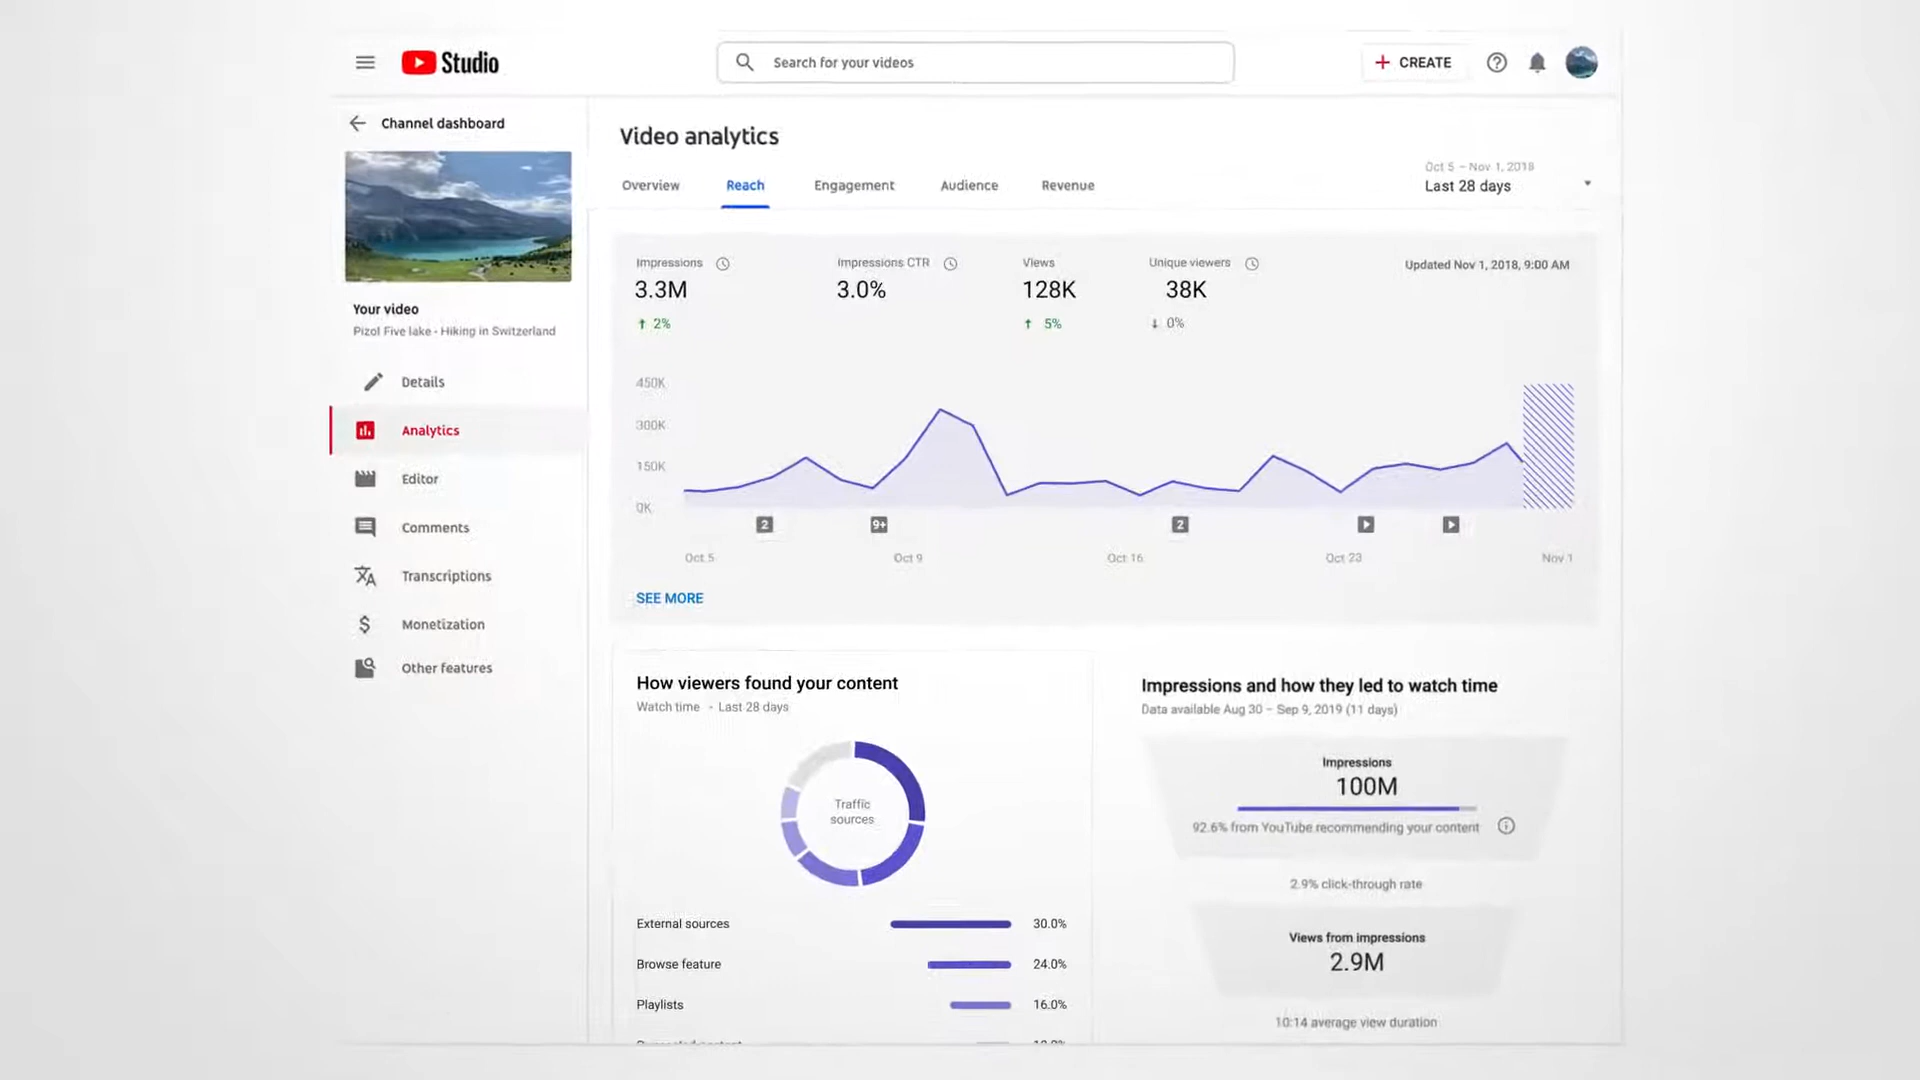 Studio
Search for your videos
CREATE
Channel dashboard
Your video
Pizol Five lake - Hiking in Switzerland
Details
Analytics
Editor
Comments
Transcriptions
Monetization
Other features
Video analytics
Oct 5 – Nov 1, 2018
Last 28 days
Overview Reach Engagement Audience Revenue
Impressions Impressions CTR Views Unique viewers
Updated Nov 1, 2018, 9:00 AM
3.3M 3.0% 128K 38K
2% 5% 0%
450K
300K
150K
0K
2 9+ 2
Oct 5 Oct 9 Oct 16 Oct 23 Nov 1
SEE MORE
How viewers found your content
Watch time - Last 28 days
Traffic
sources
External sources 30.0%
Browse feature 24.0%
Playlists 16.0%
Impressions and how they led to watch time
Data available Aug 30 – Sep 9, 2019 (11 days)
Impressions
100M
92.6% from YouTube recommending your content
2.9% click-through rate
Views from impressions
2.9M
10:14 average view duration